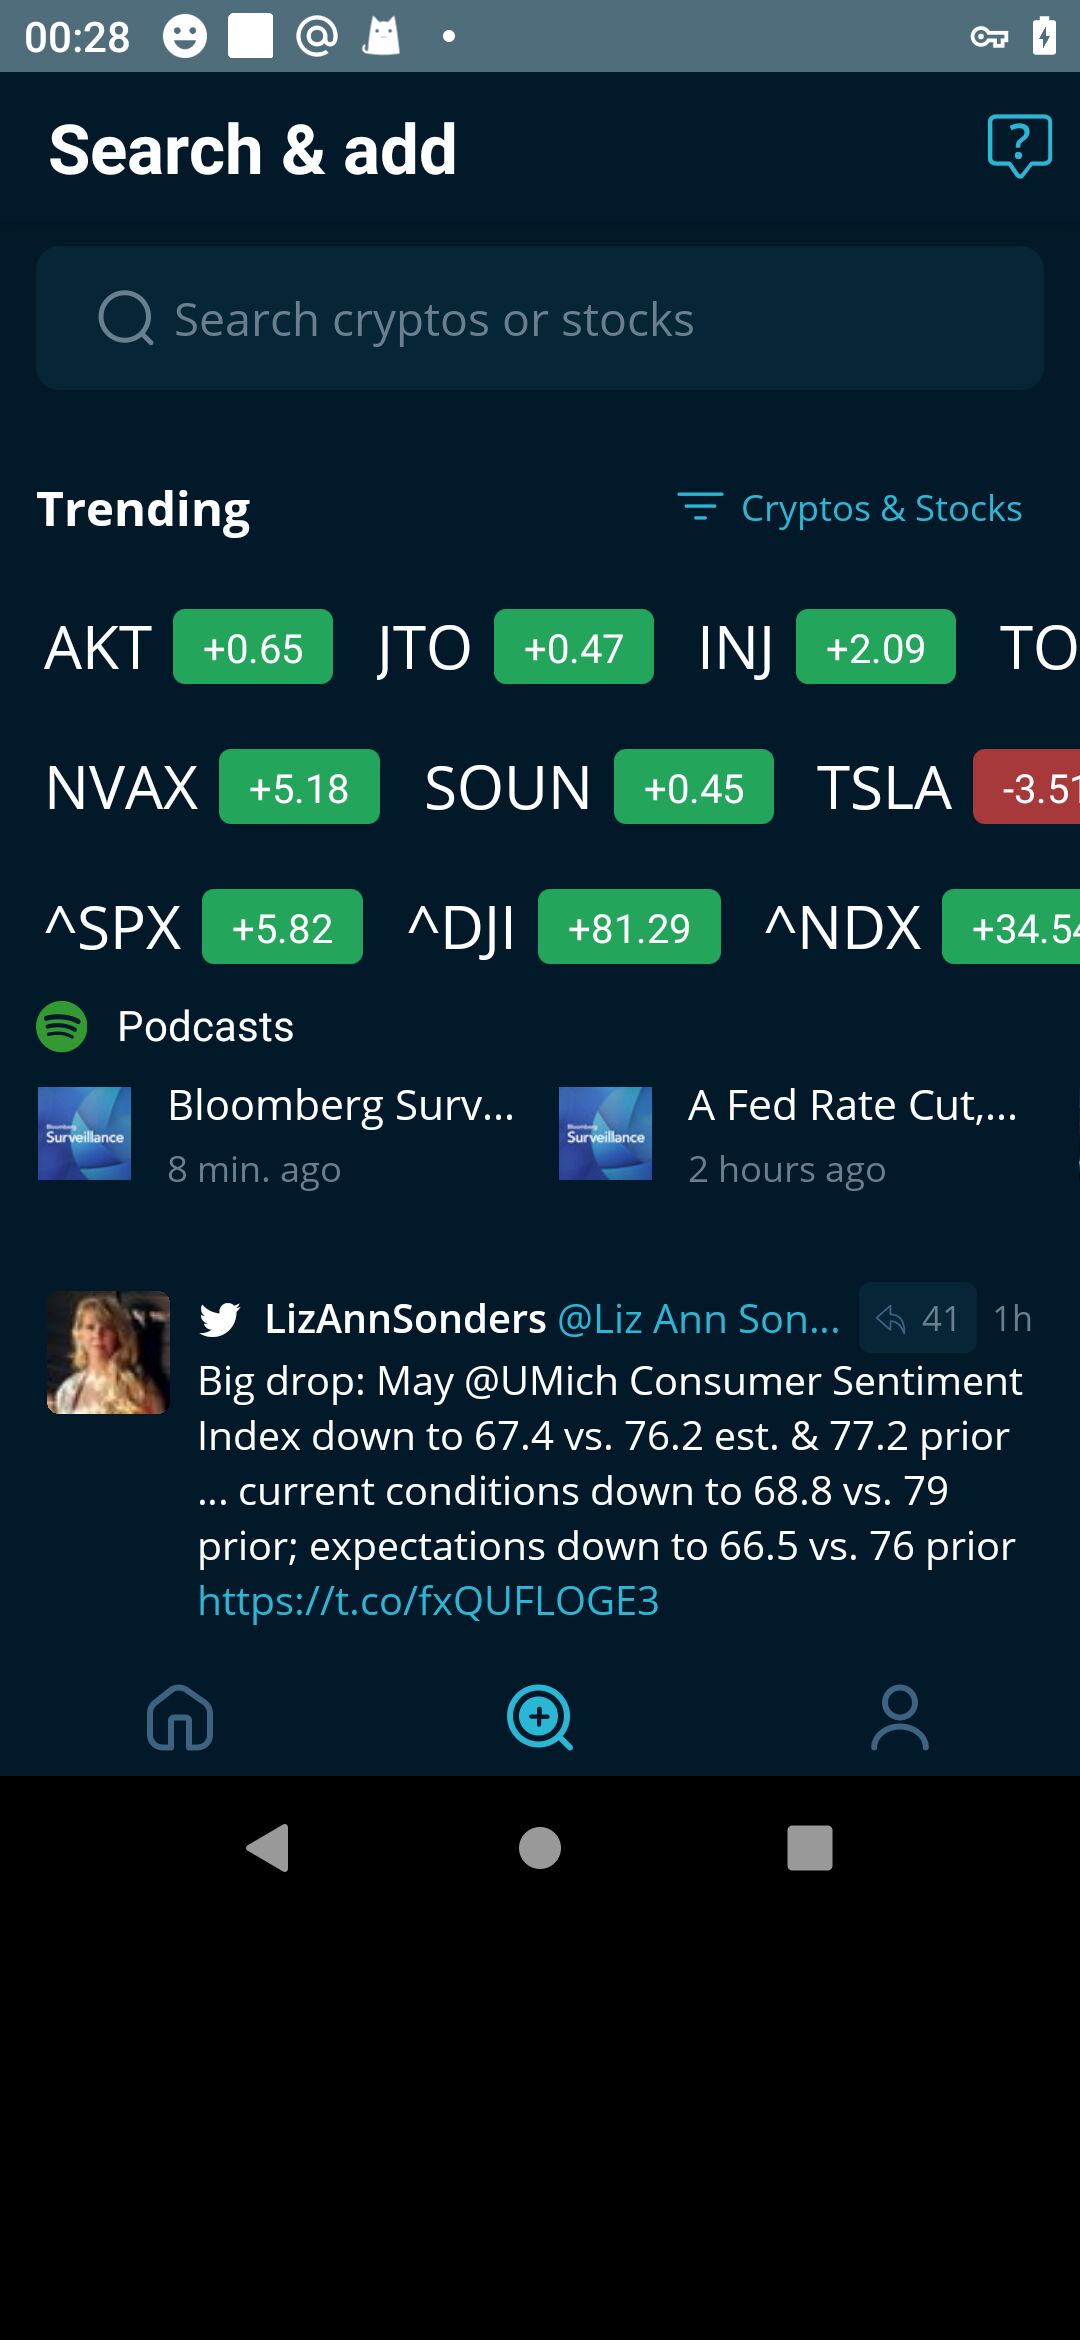 00:28
Search & add
Search cryptos or stocks
Trending
Cryptos & Stocks
AKT +0.65 JTO +0.47 INJ +2.09 TO
NVAX +5.18 SOUN +0.45 TSLA -3.51
^SPX +5.82 ^DJI +81.29 ^NDX +34.54
Podcasts
Bloomberg Surv...
8 min. ago
A Fed Rate Cut,...
2 hours ago
Surveillance
Surveillance
LizAnnSonders @Liz Ann Son... 41 1h
Big drop: May @UMich Consumer Sentiment
Index down to 67.4 vs. 76.2 est. & 77.2 prior
... current conditions down to 68.8 vs. 79
prior; expectations down to 66.5 vs. 76 prior
https://t.co/fxQUFLOGE3